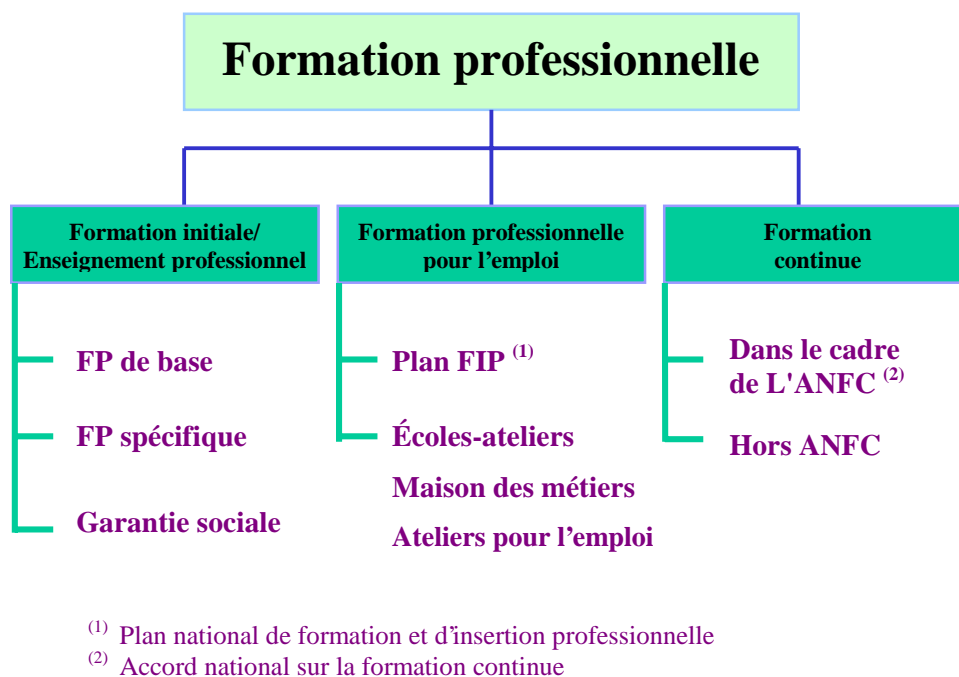 Formation professionnelle
Formation initiale/
Enseignement professionnel
Formation professionnelle
pour l’emploi
Formation
continue
FP de base
FP spécifique
Garantie sociale
Plan FIP (1)
Écoles-ateliers
Maison des métiers
Ateliers pour l’emploi
Dans le cadre
de L'ANFC (2)
Hors ANFC
(1) Plan national de formation et d’insertion professionnelle
(2) Accord national sur la formation continue